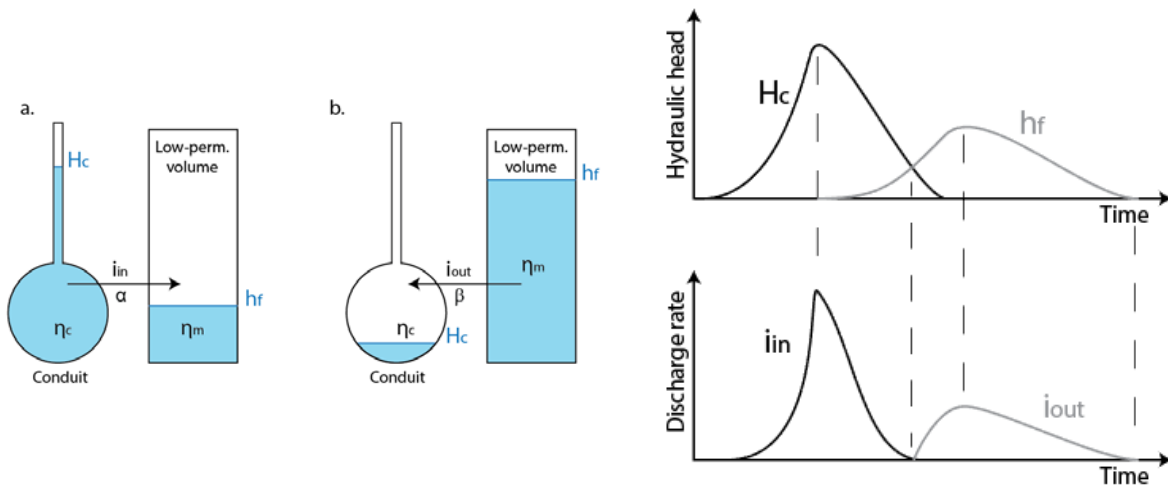 a.
Hc
Low-perm.
volume
iin
α
hf
ηc
ηm
Conduit
b.
Low-perm.
volume
hf
iout
β
ηm
ηc
Hc
Conduit
Hydraulic head
Hc
hf
Time
Discharge rate
iin
iout
Time